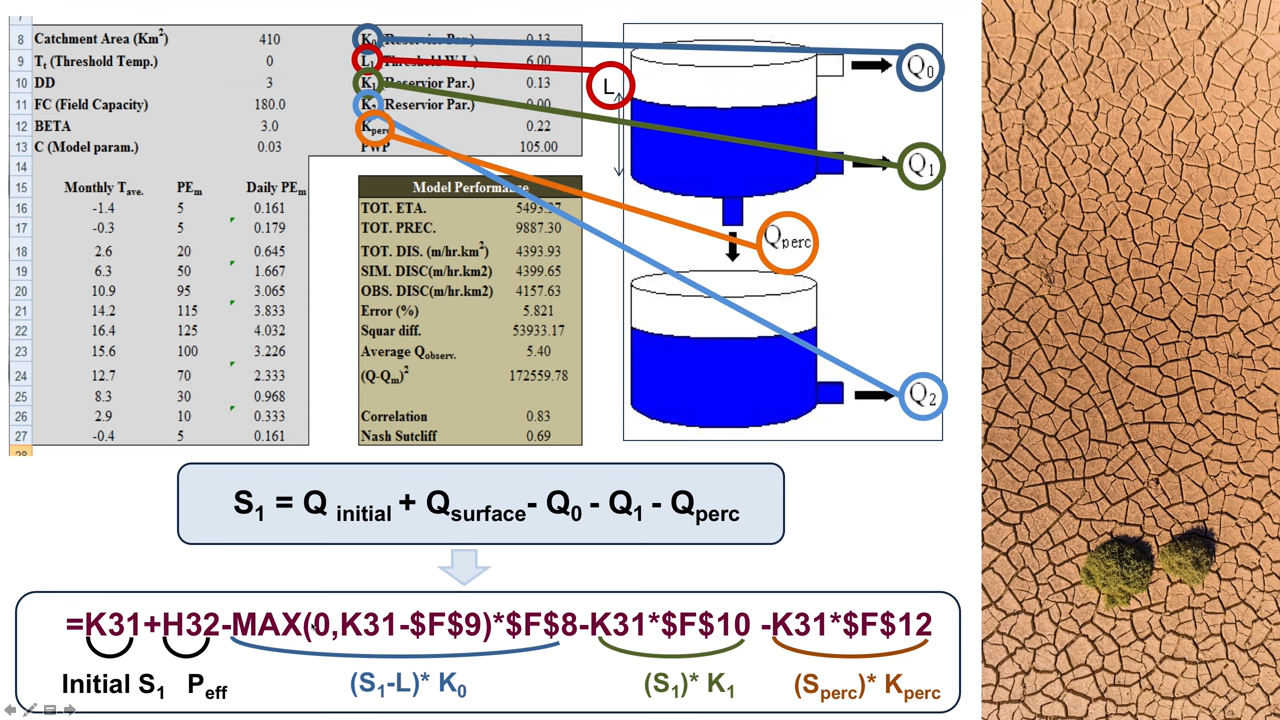 7
8 Catchment Area (Km²) 410 K₀ (Reservior Par.) 0.13
9 Tₜ (Threshold Temp.) 0 L₁ (Threshold W.L.) 6.00
10 DD 3 K₁ (Reservior Par.) 0.13
11 FC (Field Capacity) 180.0 K₂ (Reservior Par.) 0.00
12 BETA 3.0 Kperc 0.22
13 C (Model param.) 0.03 PWP 105.00
14
15 Monthly Tave. PEm Daily PEm Model Performance
16 -1.4 5 0.161 TOT. ETA. 5493.37
17 -0.3 5 0.179 TOT. PREC. 9887.30
18 2.6 20 0.645 TOT. DIS. (m/hr.km²) 4393.93
19 6.3 50 1.667 SIM. DISC(m/hr.km2) 4399.65
20 10.9 95 3.065 OBS. DISC(m/hr.km2) 4157.63
21 14.2 115 3.833 Error (%) 5.821
22 16.4 125 4.032 Squar diff. 53933.17
23 15.6 100 3.226 Average Qobserv. 5.40
24 12.7 70 2.333 (Q-Qm)² 172559.78
25 8.3 30 0.968
26 2.9 10 0.333 Correlation 0.83
27 -0.4 5 0.161 Nash Sutcliff 0.69
28
Q₀
L
Q₁
Qperc
Q₂
S₁ = Q initial + Qsurface- Q₀ - Q₁ - Qperc
=K31+H32-MAX(0,K31-$F$9)*$F$8-K31*$F$10 -K31*$F$12
Initial S₁ Peff (S₁-L)* K₀ (S₁)* K₁ (Sperc)* Kperc